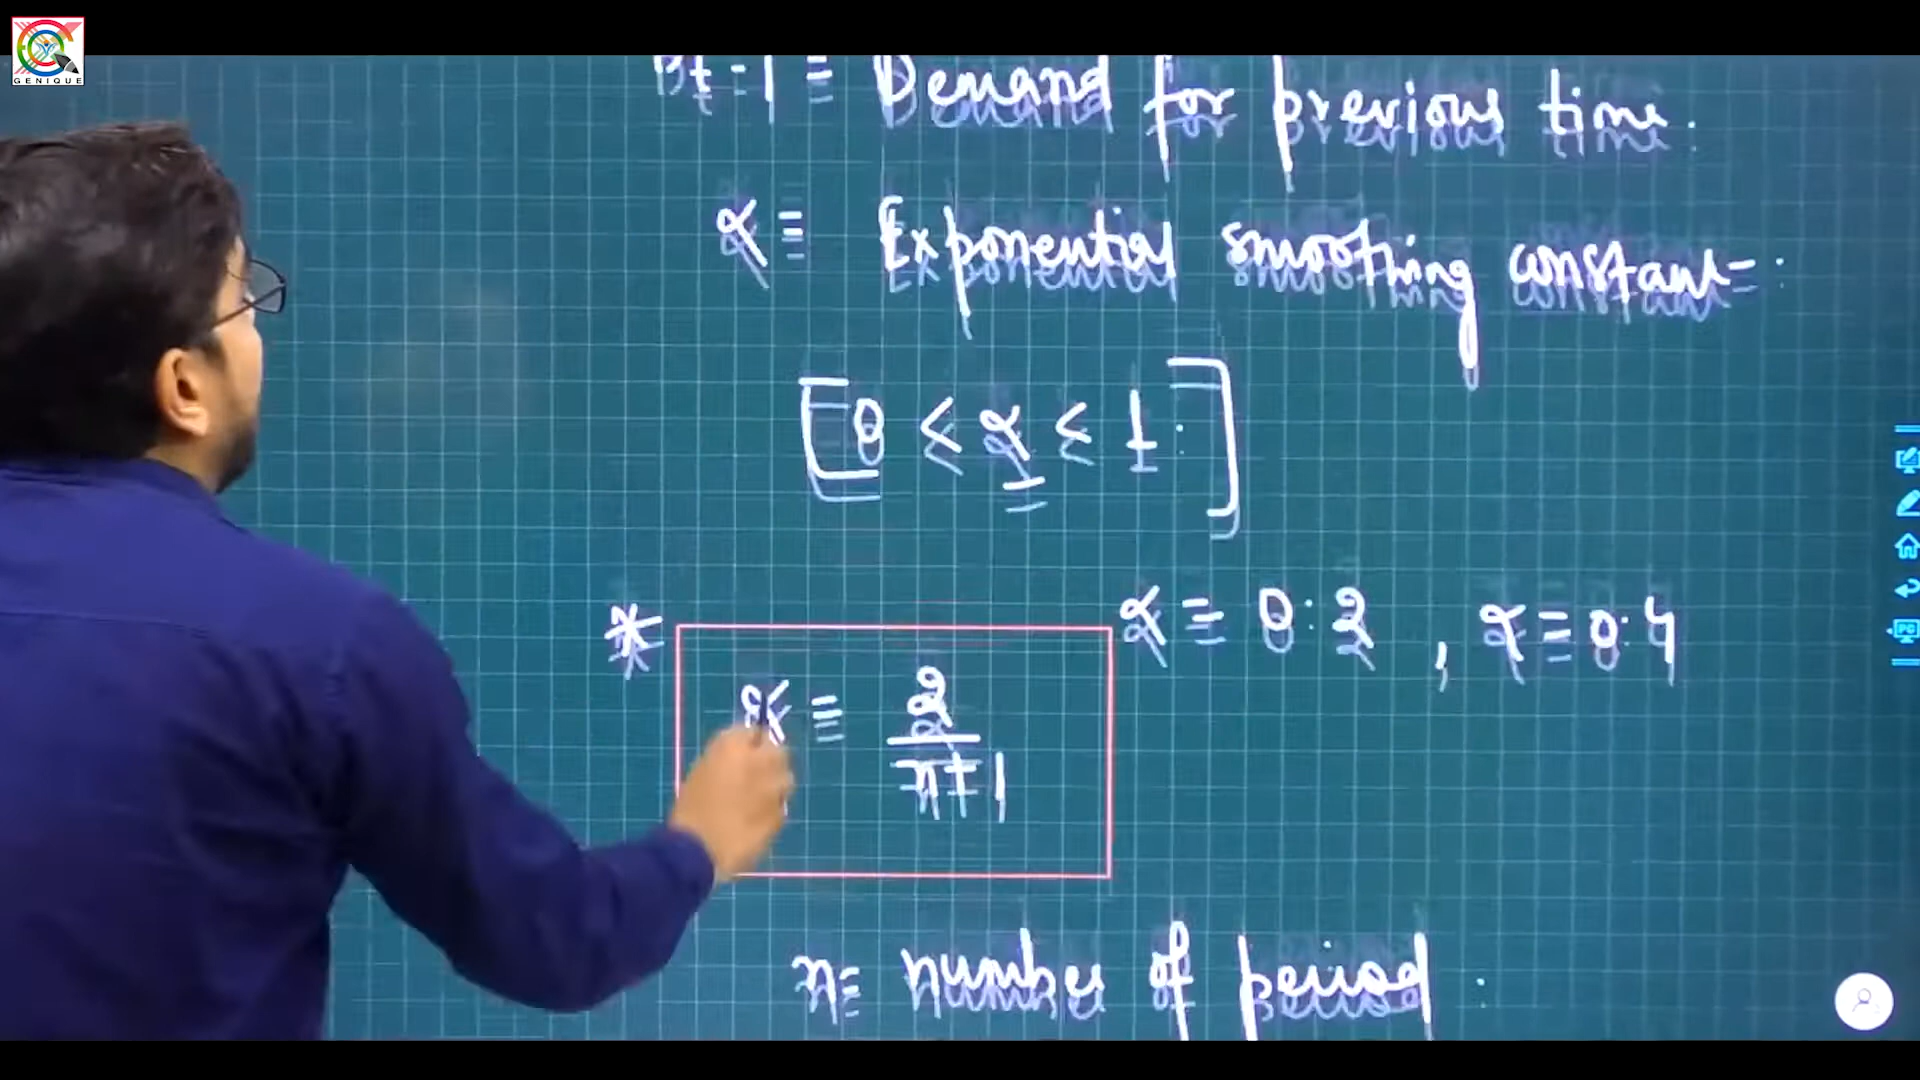 GENIQUE
Dt-1 = Demand for previous time.
α = Exponential smoothing constant:
[0 ≤ α ≤ 1.]
* α = 0.2, α = 0.4
α = 2/n+1
n = number of period.
PC